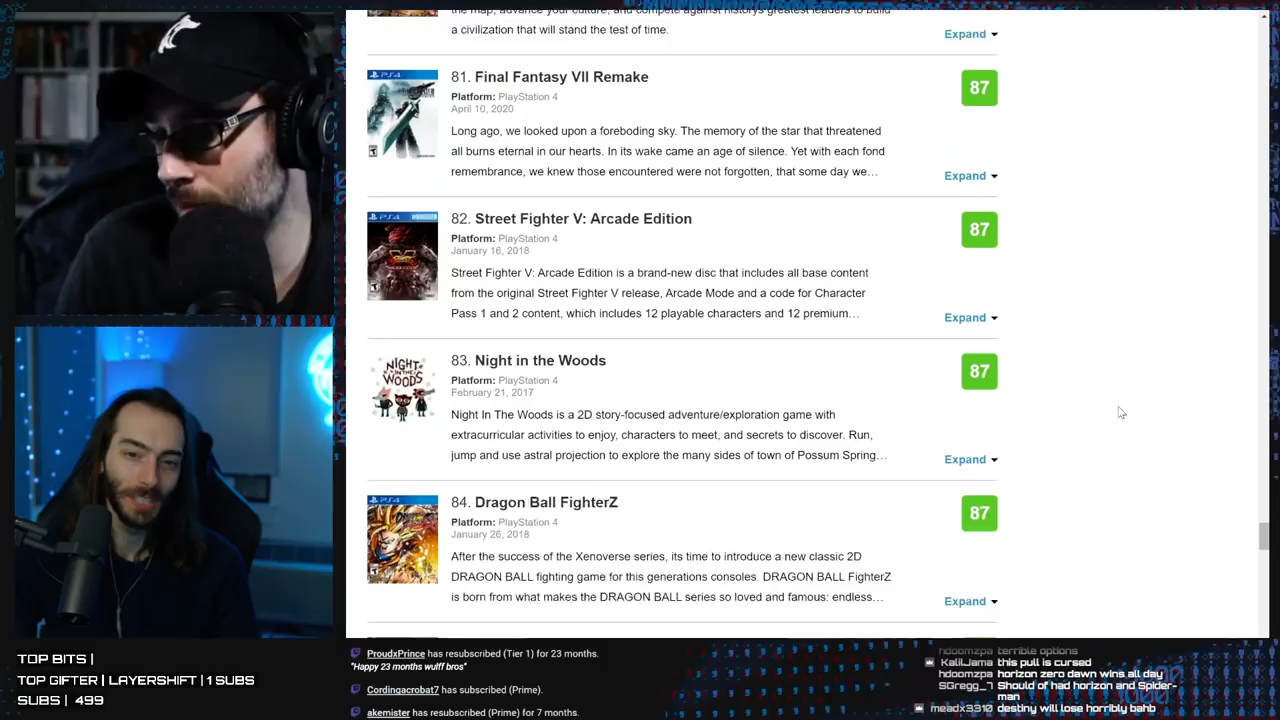 the map, advance your culture, and compete against historys greatest leaders to build
a civilization that will stand the test of time.
Expand
81. Final Fantasy VII Remake
87
Platform: PlayStation 4
April 10, 2020
Long ago, we looked upon a foreboding sky. The memory of the star that threatened
all burns eternal in our hearts. In its wake came an age of silence. Yet with each fond
remembrance, we knew those encountered were not forgotten, that some day we…
Expand
82. Street Fighter V: Arcade Edition
87
Platform: PlayStation 4
January 16, 2018
Street Fighter V: Arcade Edition is a brand-new disc that includes all base content
from the original Street Fighter V release, Arcade Mode and a code for Character
Pass 1 and 2 content, which includes 12 playable characters and 12 premium…
Expand
NIGHT
IN THE
WOODS
83. Night in the Woods
87
Platform: PlayStation 4
February 21, 2017
Night In The Woods is a 2D story-focused adventure/exploration game with
extracurricular activities to enjoy, characters to meet, and secrets to discover. Run,
jump and use astral projection to explore the many sides of town of Possum Spring…
Expand
84. Dragon Ball FighterZ
87
Platform: PlayStation 4
January 26, 2018
After the success of the Xenoverse series, its time to introduce a new classic 2D
DRAGON BALL fighting game for this generations consoles. DRAGON BALL FighterZ
is born from what makes the DRAGON BALL series so loved and famous: endless…
Expand
TOP BITS |
TOP GIFTER | LAYERSHIFT | 1 SUBS
SUBS | 499
ProudxPrince has resubscribed (Tier 1) for 23 months.
"Happy 23 months wulff bros"
Cordingacrobat7 has subscribed (Prime).
akemister has resubscribed (Prime) for 7 months.
hdoomzpa terrible options
KalilJama this pull is cursed
hdoomzpa horizon zero dawn wins all day
SGregg_7 Should of had horizon and Spider-
man
meadx3310 destiny will lose horribly bahb